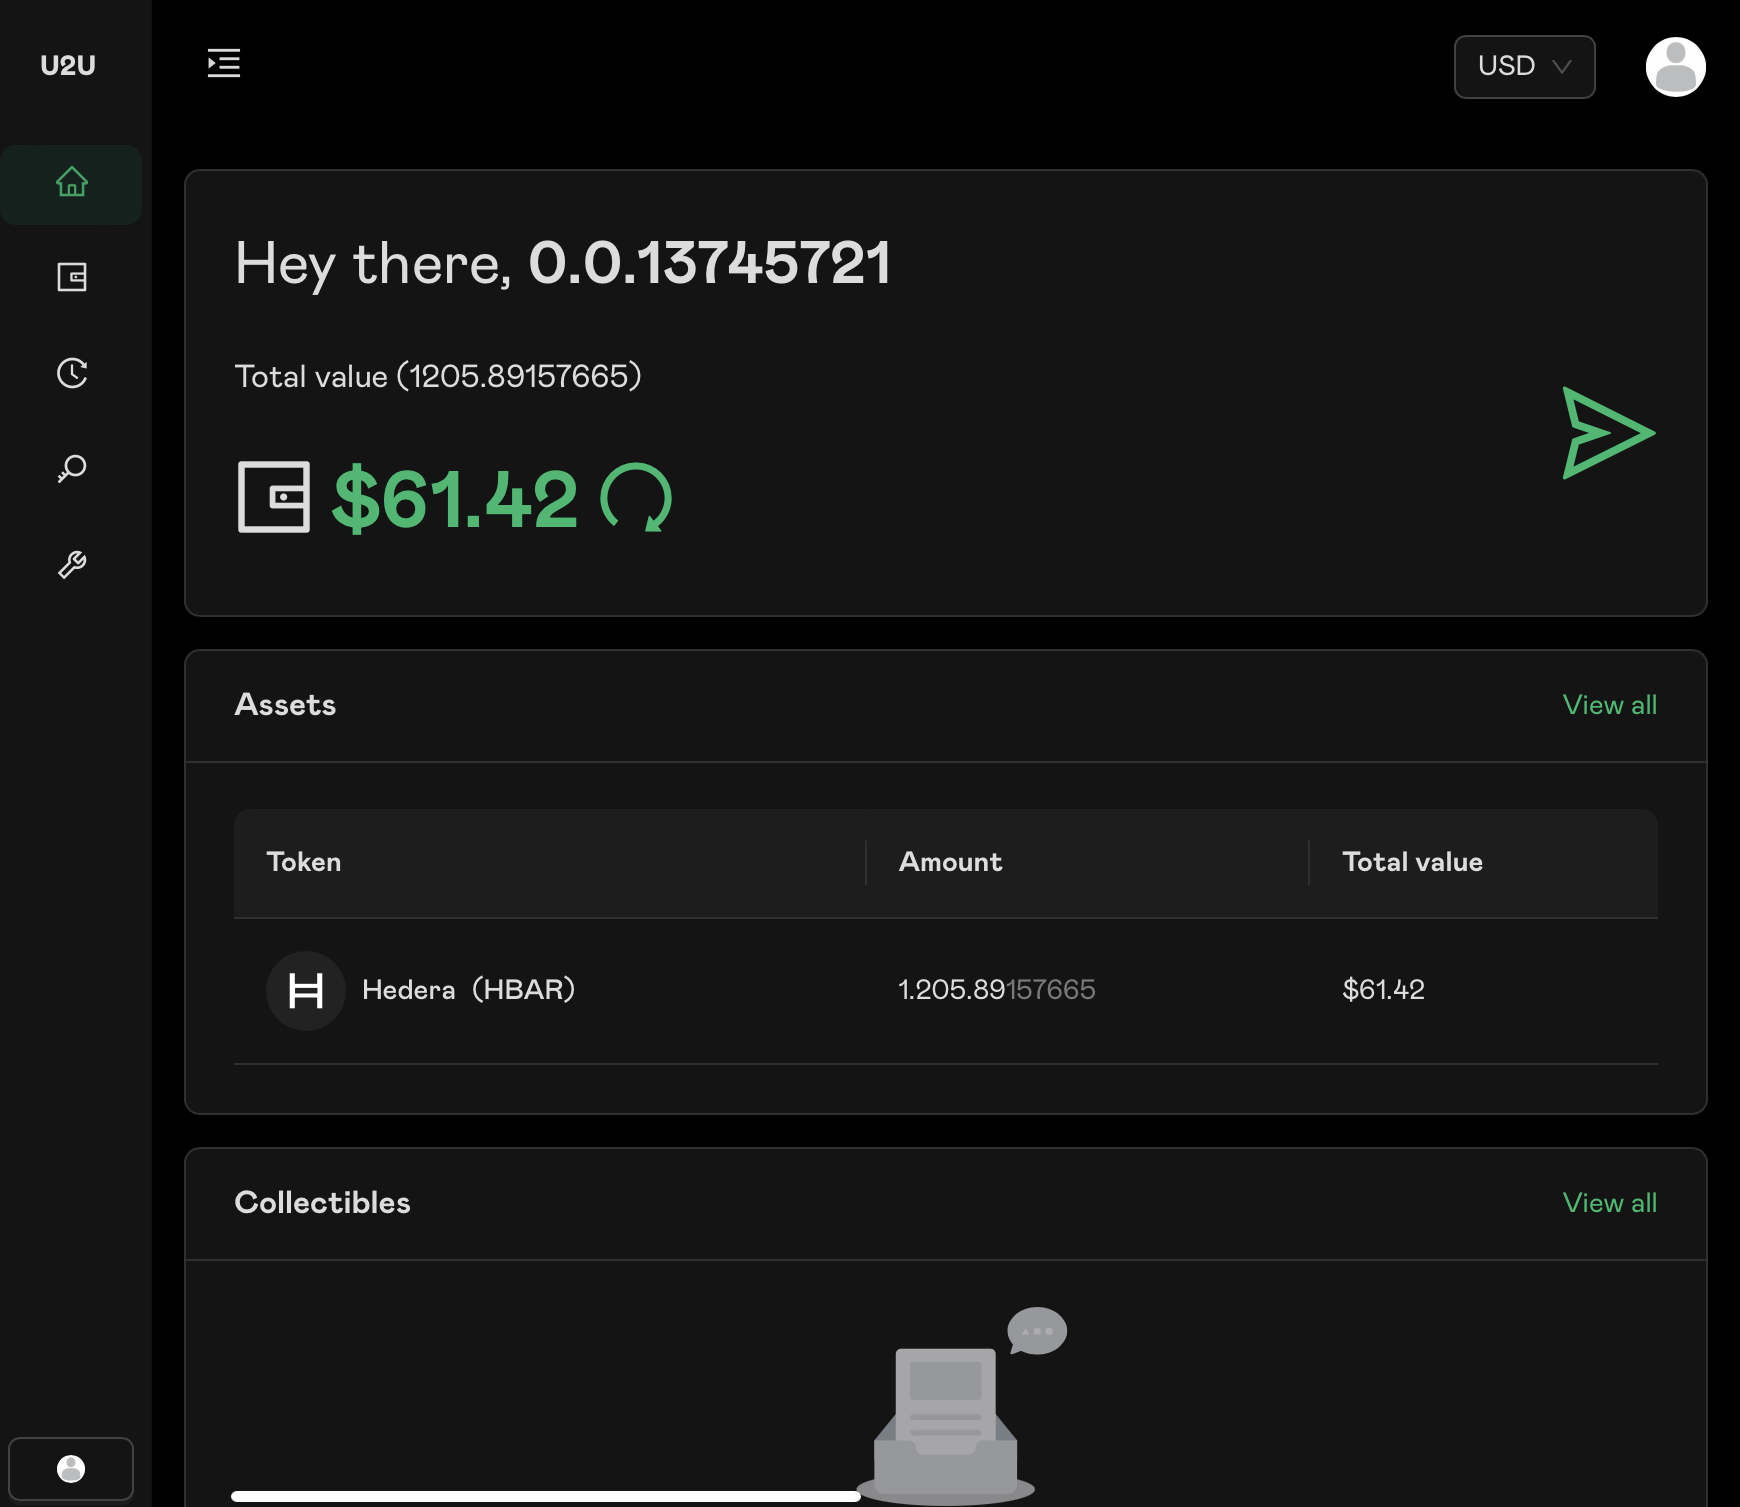 U2U
USD
Hey there, 0.0.13745721
Total value (1205.89157665)
$61.42
Assets
View all
Token
Amount
Total value
Hedera (HBAR)
1.205.89157665
$61.42
Collectibles
View all